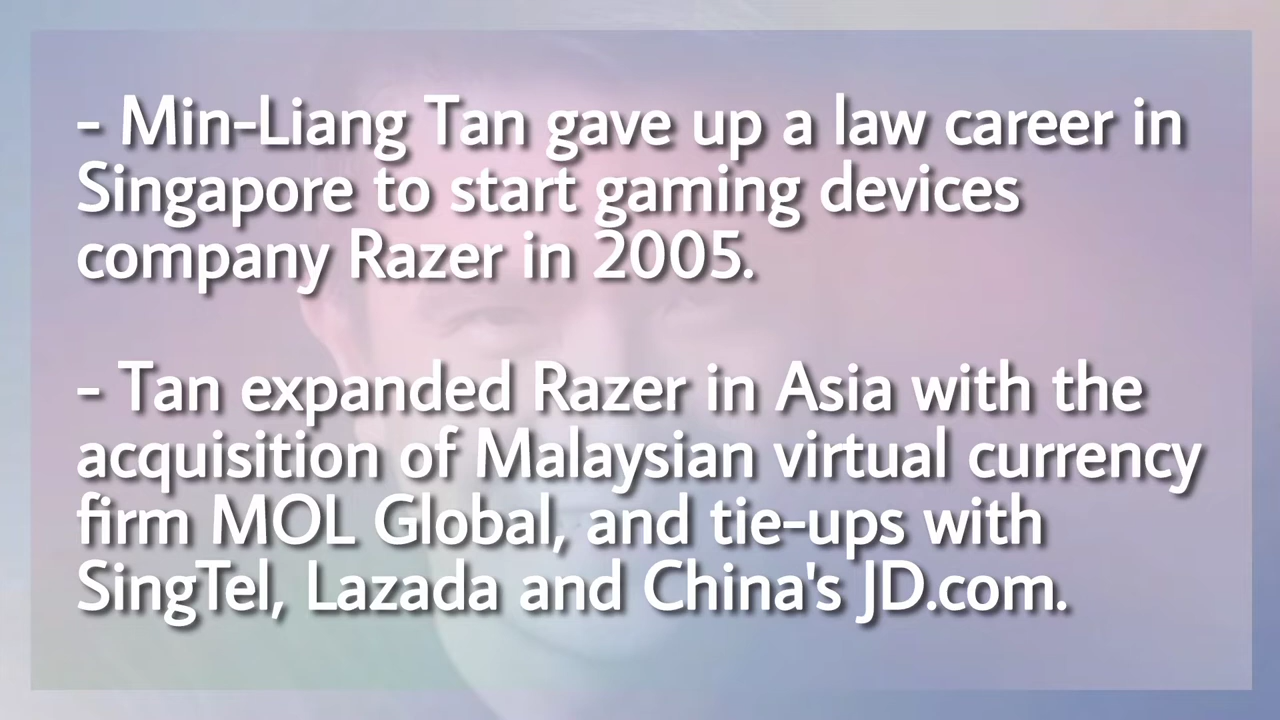 - Min-Liang Tan gave up a law career in
Singapore to start gaming devices
company Razer in 2005.
- Tan expanded Razer in Asia with the
acquisition of Malaysian virtual currency
firm MOL Global, and tie-ups with
SingTel, Lazada and China's JD.com.